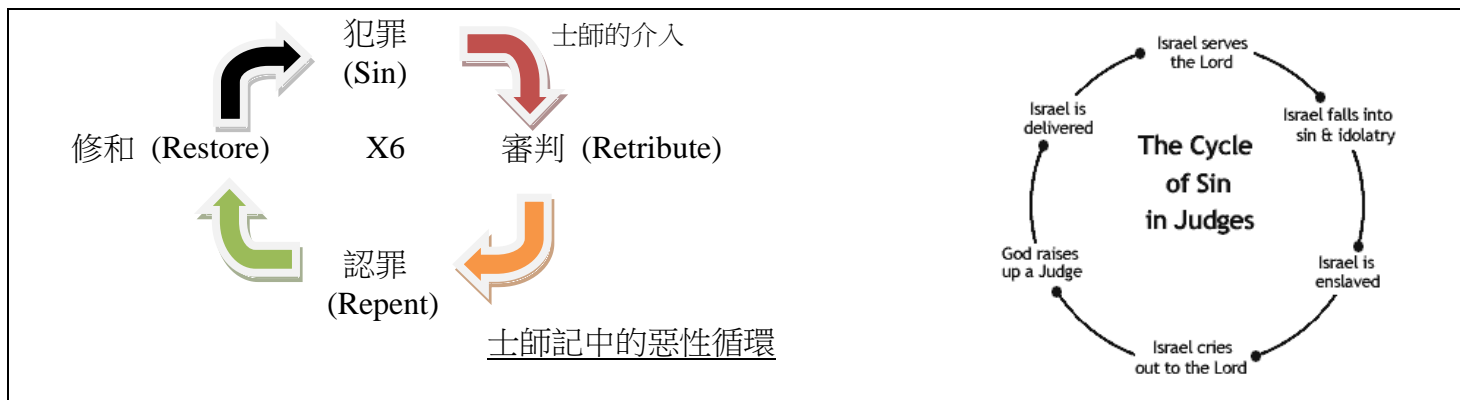 犯罪
(Sin)
士師的介入
修和 (Restore)
X6
審判 (Retribute)
認罪
(Repent)
士師記中的惡性循環
Israel serves
the Lord
Israel is
delivered
Israel falls into
sin & idolatry
The Cycle
of Sin
in Judges
God raises
up a Judge
Israel is
enslaved
Israel cries
out to the Lord